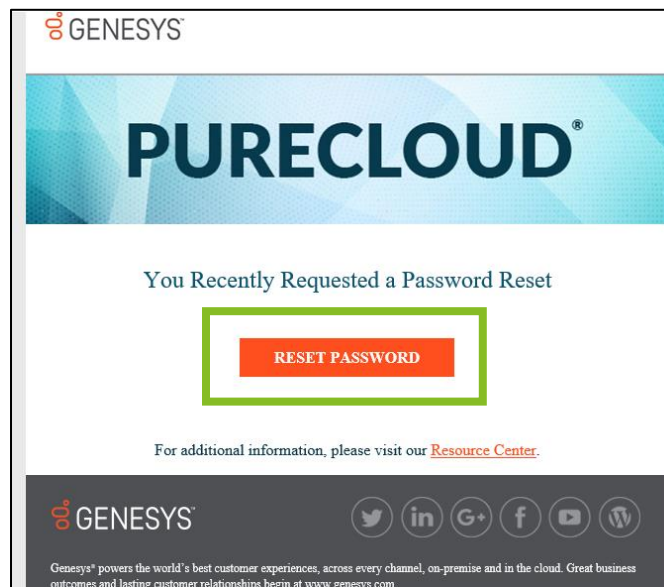 GENESYS™
PURECLOUD®
You Recently Requested a Password Reset
RESET PASSWORD
For additional information, please visit our Resource Center.
GENESYS™
Genesys® powers the world's best customer experiences, across every channel, on-premise and in the cloud. Great business
outcomes and lasting customer relationships begin at www.genesys.com.